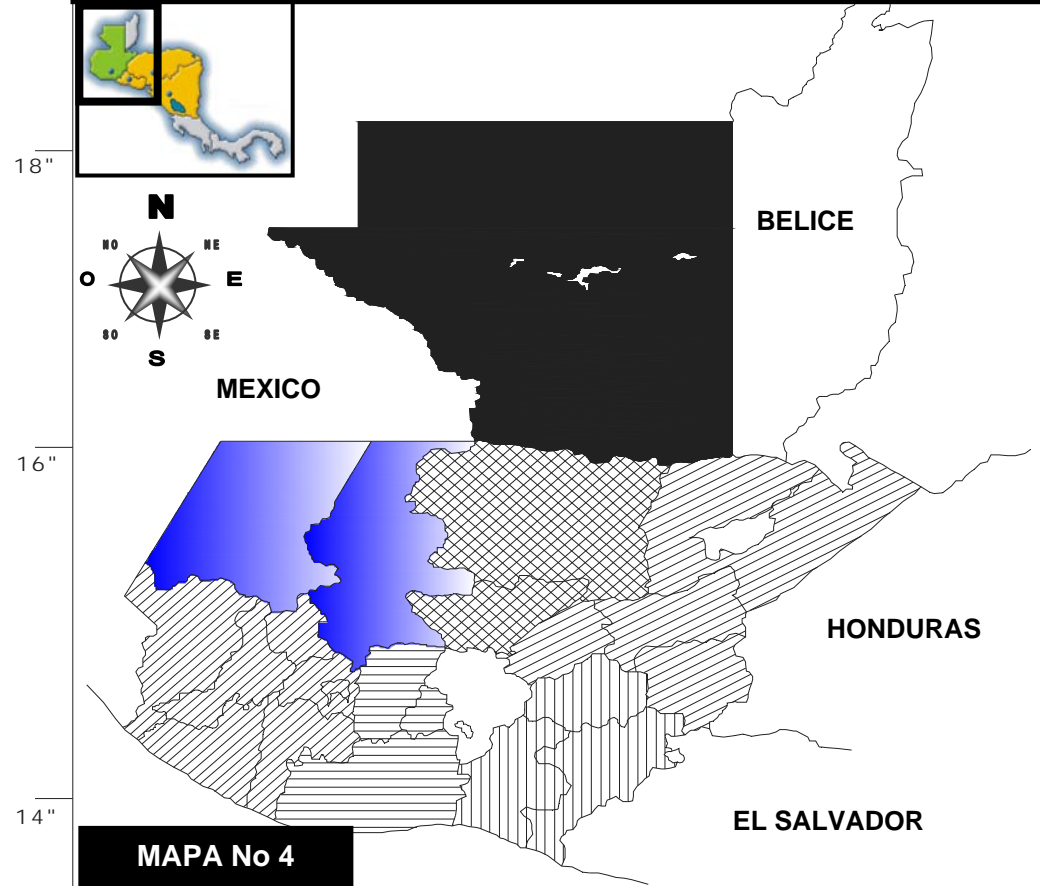 18"
BELICE
N
NO
NE
O
E
SO
SE
S
MEXICO
16"
HONDURAS
14"
EL SALVADOR
MAPA No 4